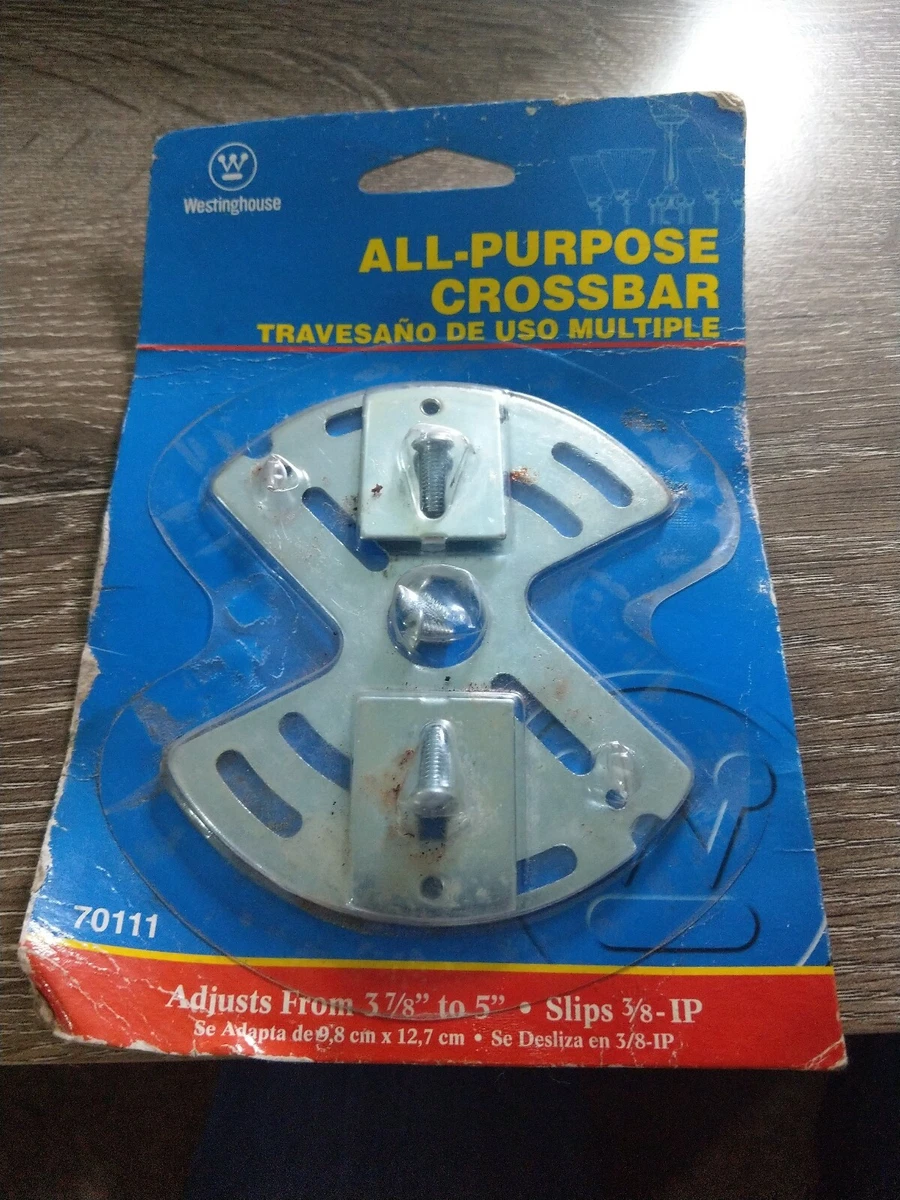 W
Westinghouse
ALL-PURPOSE
CROSSBAR
TRAVESAÑO DE USO MULTIPLE
70111
Adjusts From 3 7/8” to 5” • Slips 3/8-IP
Se Adapta de 9,8 cm x 12,7 cm • Se Desliza en 3/8-IP